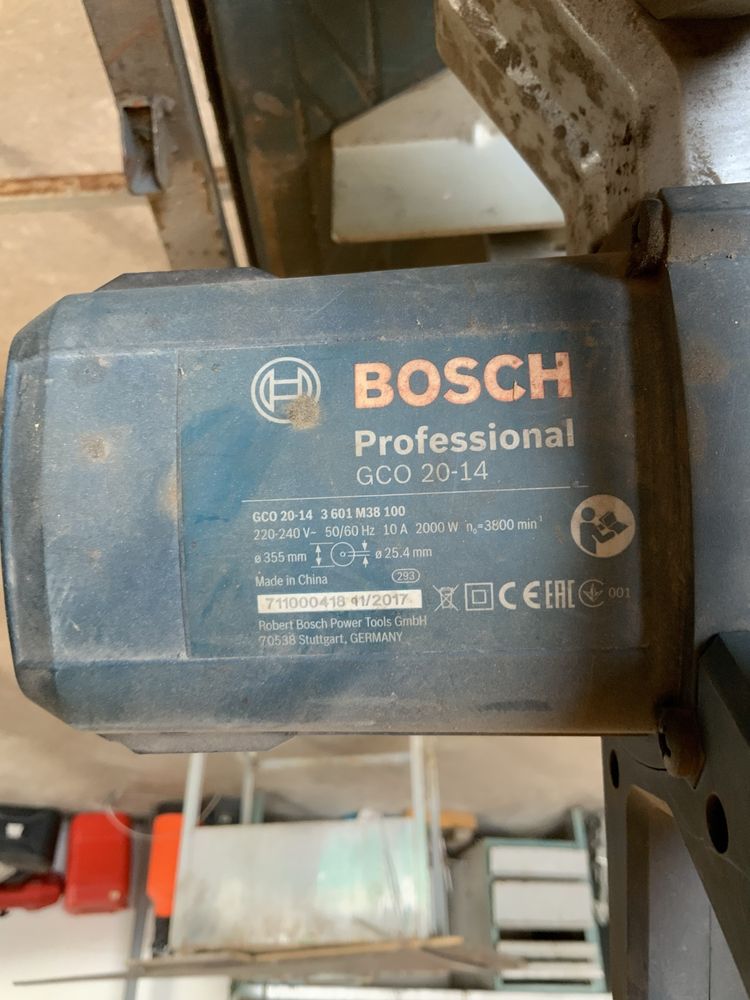 BOSCH
Professional
GCO 20-14
GCO 20-14 3 601 M38 100
220-240 V~ 50/60 Hz 10 A 2000 W n₀=3800 min⁻¹
ø 355 mm ø 25.4 mm
Made in China 293
711000418 11/2017
CE EAC 001
Robert Bosch Power Tools GmbH
70538 Stuttgart, GERMANY